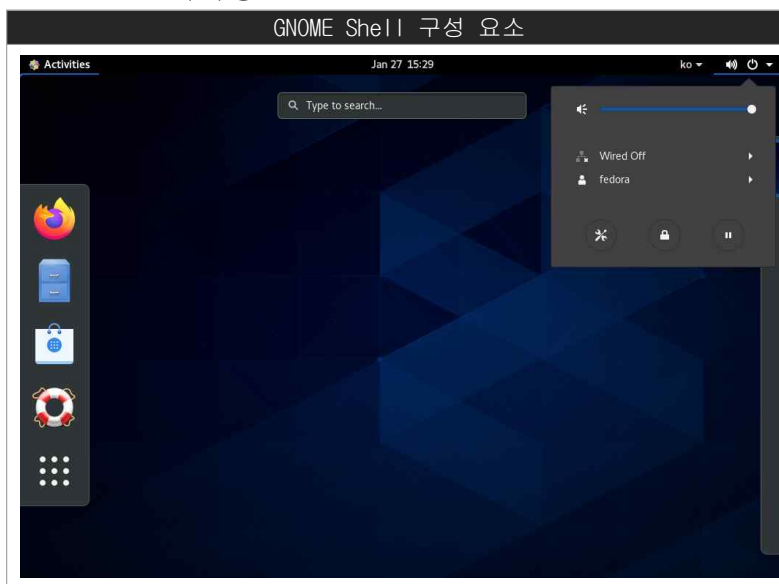 GNOME Shell 구성 요소
Activities
Jan 27 15:29
ko
Type to search...
Wired Off
fedora